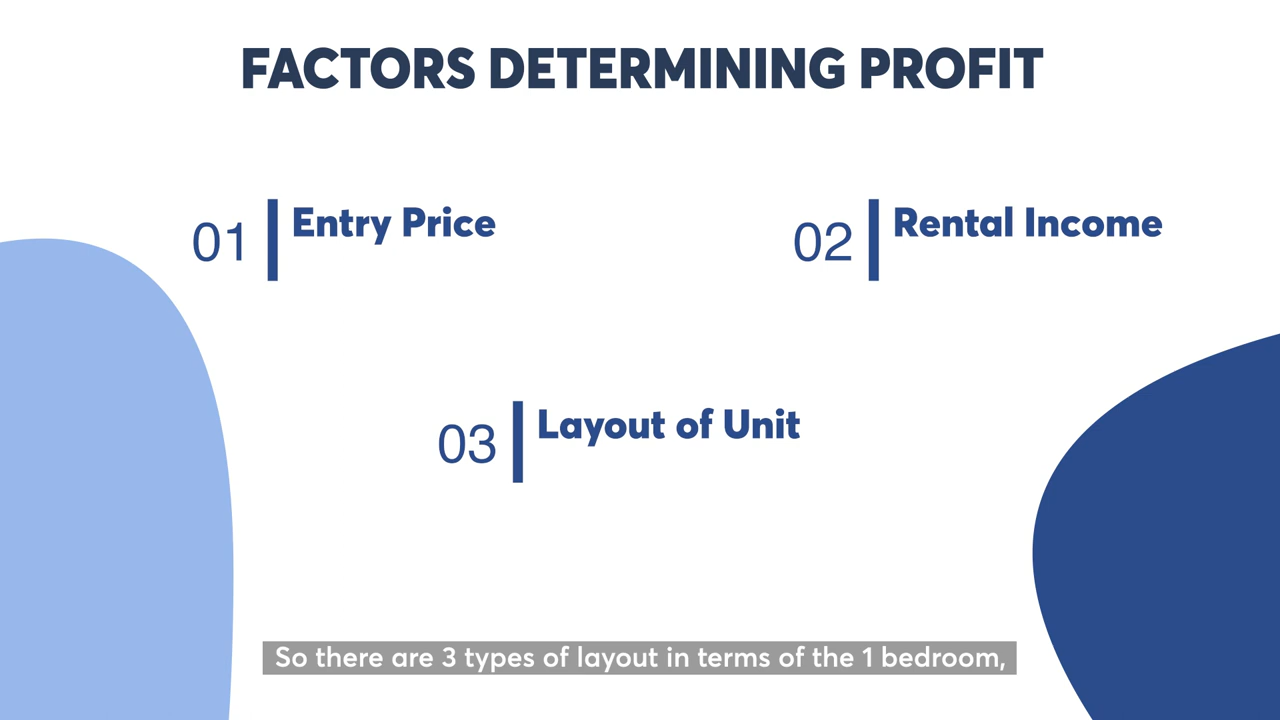 FACTORS DETERMINING PROFIT
01 Entry Price
02 Rental Income
03 Layout of Unit
So there are 3 types of layout in terms of the 1 bedroom,